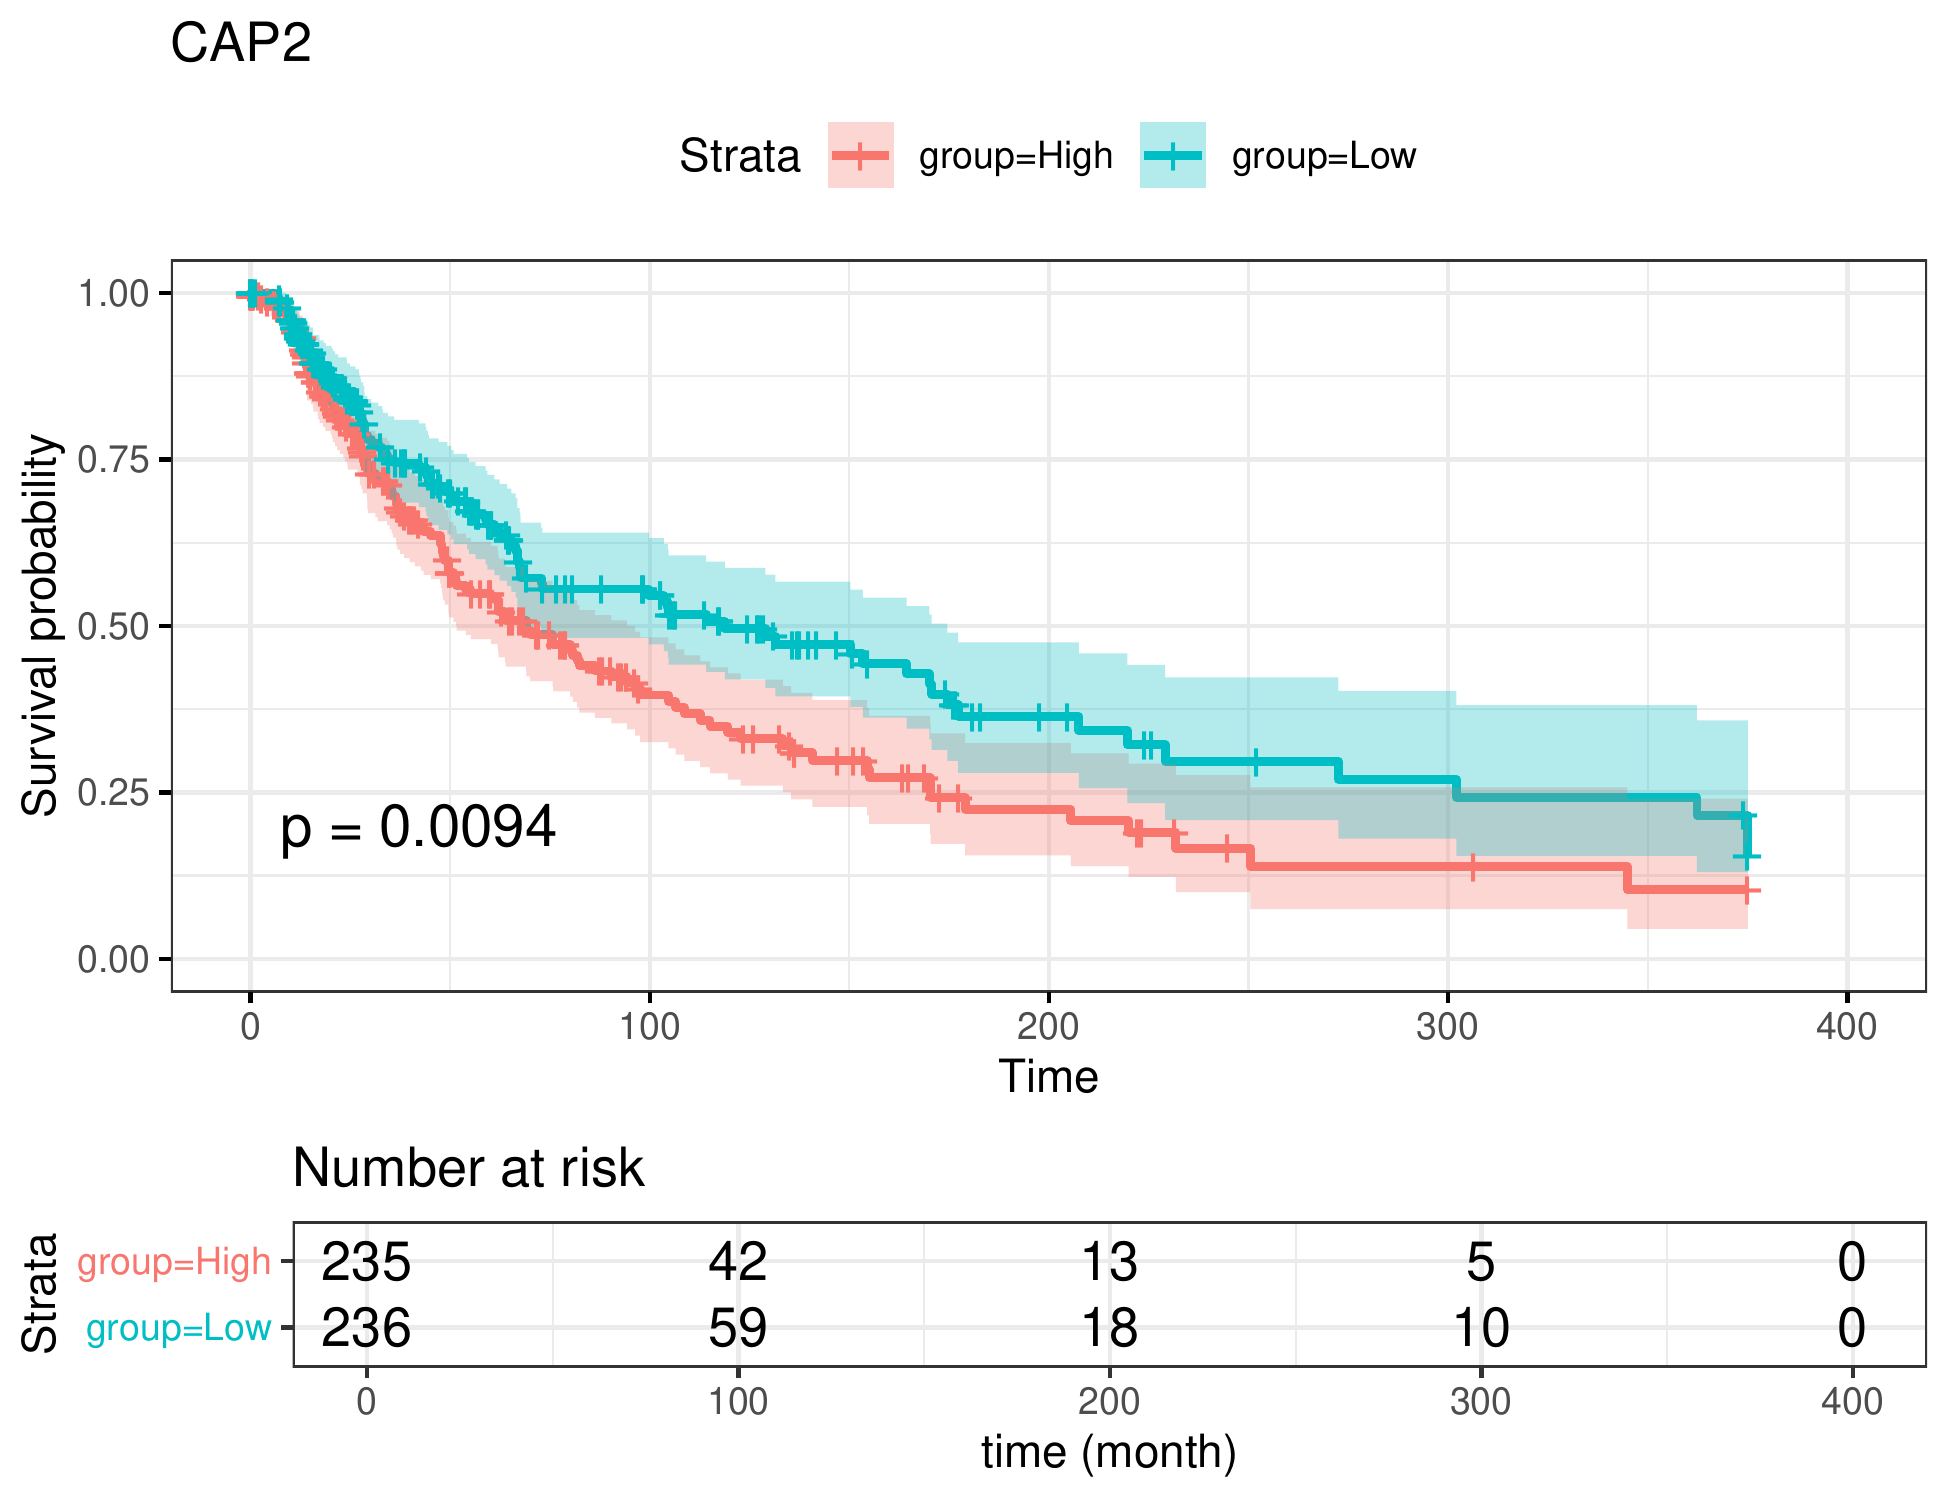 CAP2
Strata group=High group=Low
Survival probability
1.00
0.75
0.50
0.25
0.00
p = 0.0094
0 100 200 300 400
Time
Number at risk
Strata
group=High 235 42 13 5 0
group=Low 236 59 18 10 0
0 100 200 300 400
time (month)